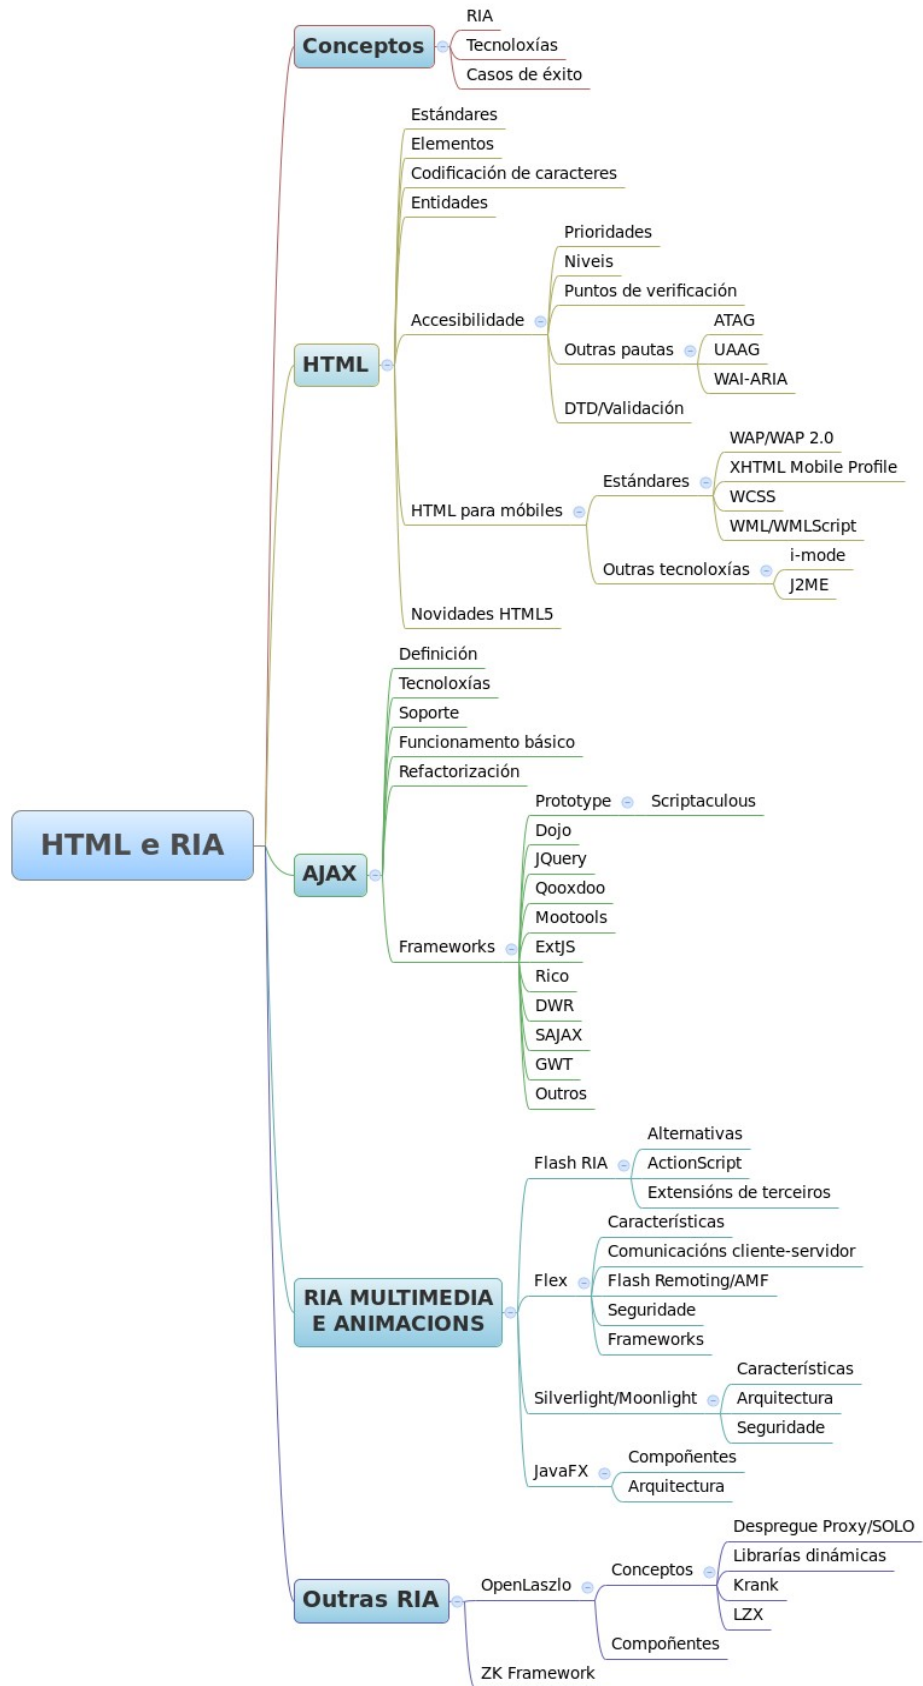 HTML e RIA
Conceptos
RIA
Tecnoloxías
Casos de éxito
HTML
Estándares
Elementos
Codificación de caracteres
Entidades
Accesibilidade
Prioridades
Niveis
Puntos de verificación
Outras pautas
ATAG
UAAG
WAI-ARIA
DTD/Validación
HTML para móbiles
Estándares
WAP/WAP 2.0
XHTML Mobile Profile
WCSS
WML/WMLScript
Outras tecnoloxías
i-mode
J2ME
Novidades HTML5
AJAX
Definición
Tecnoloxías
Soporte
Funcionamento básico
Refactorización
Frameworks
Prototype
Scriptaculous
Dojo
JQuery
Qooxdoo
Mootools
ExtJS
Rico
DWR
SAJAX
GWT
Outros
RIA MULTIMEDIA
E ANIMACIONS
Flash RIA
Alternativas
ActionScript
Extensións de terceiros
Flex
Características
Comunicacións cliente-servidor
Flash Remoting/AMF
Seguridade
Frameworks
Silverlight/Moonlight
Características
Arquitectura
Seguridade
JavaFX
Compoñentes
Arquitectura
Outras RIA
OpenLaszlo
Conceptos
Despregue Proxy/SOLO
Librarías dinámicas
Krank
LZX
Compoñentes
ZK Framework